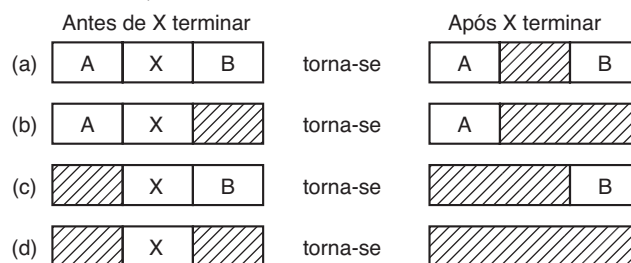 Antes de X terminar Após X terminar
(a) A X B torna-se A B
(b) A X torna-se A
(c) X B torna-se B
(d) X torna-se